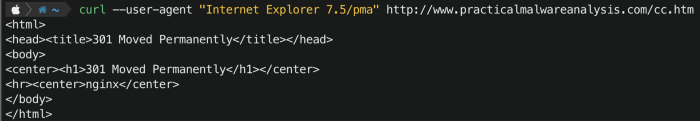 ~ curl --user-agent "Internet Explorer 7.5/pma" http://www.practicalmalwareanalysis.com/cc.htm
<html>
<head><title>301 Moved Permanently</title></head>
<body>
<center><h1>301 Moved Permanently</h1></center>
<hr><center>nginx</center>
</body>
</html>